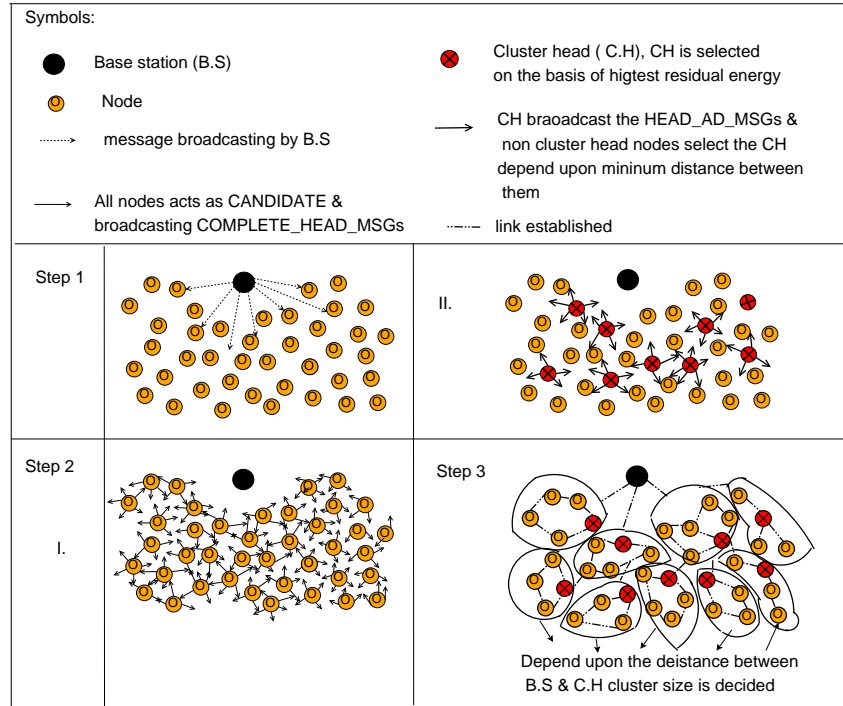 Symbols:
Base station (B.S)
Node
message broadcasting by B.S
All nodes acts as CANDIDATE &
broadcasting COMPLETE_HEAD_MSGs
Cluster head ( C.H), CH is selected
on the basis of higtest residual energy
CH braoadcast the HEAD_AD_MSGs &
non cluster head nodes select the CH
depend upon mininum distance between
them
link established
Step 1
II.
Step 2
I.
Step 3
Depend upon the deistance between
B.S & C.H cluster size is decided